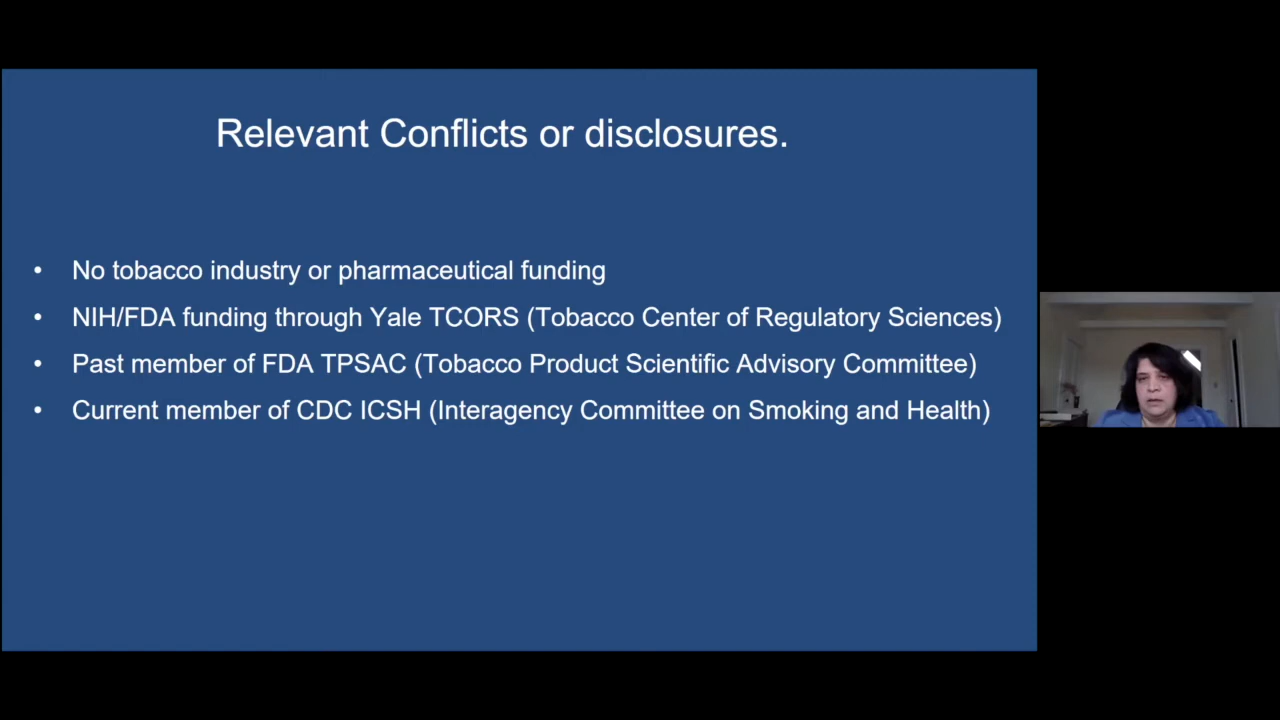 Relevant Conflicts or disclosures.
• No tobacco industry or pharmaceutical funding
• NIH/FDA funding through Yale TCORS (Tobacco Center of Regulatory Sciences)
• Past member of FDA TPSAC (Tobacco Product Scientific Advisory Committee)
• Current member of CDC ICSH (Interagency Committee on Smoking and Health)